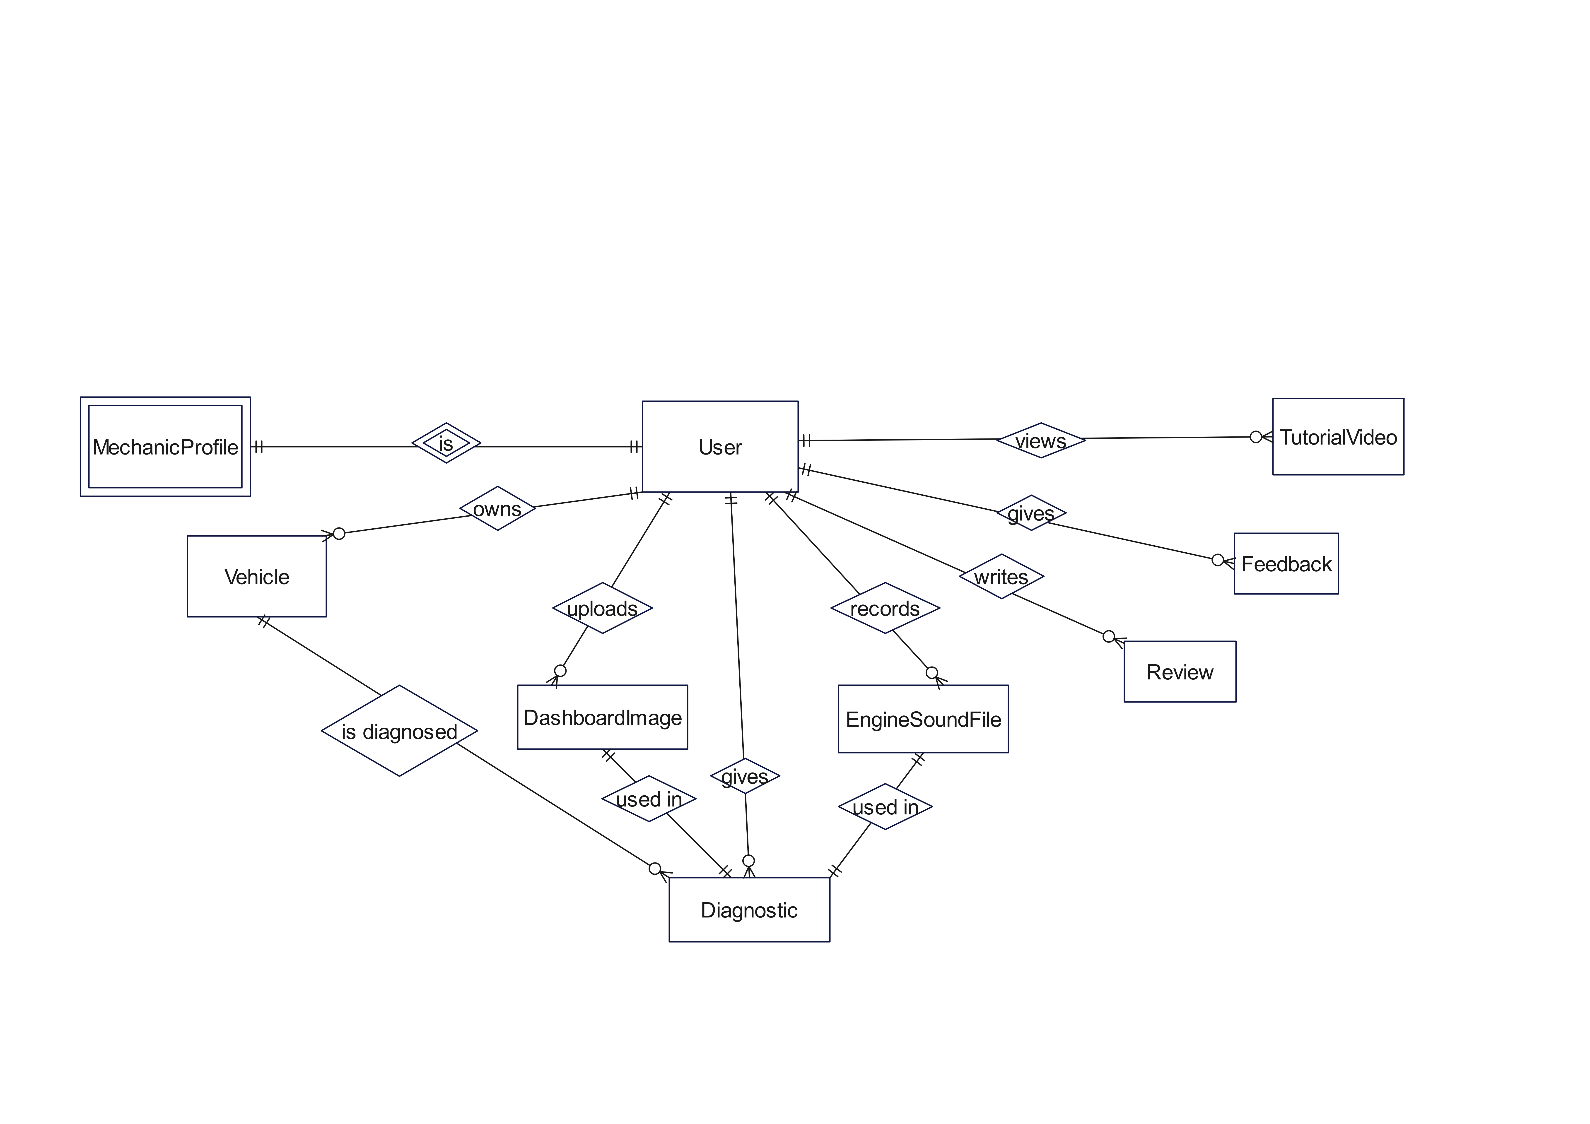 MechanicProfile
is
User
views
TutorialVideo
owns
gives
Vehicle
Feedback
uploads
records
writes
Review
is diagnosed
DashboardImage
EngineSoundFile
used in
gives
used in
Diagnostic